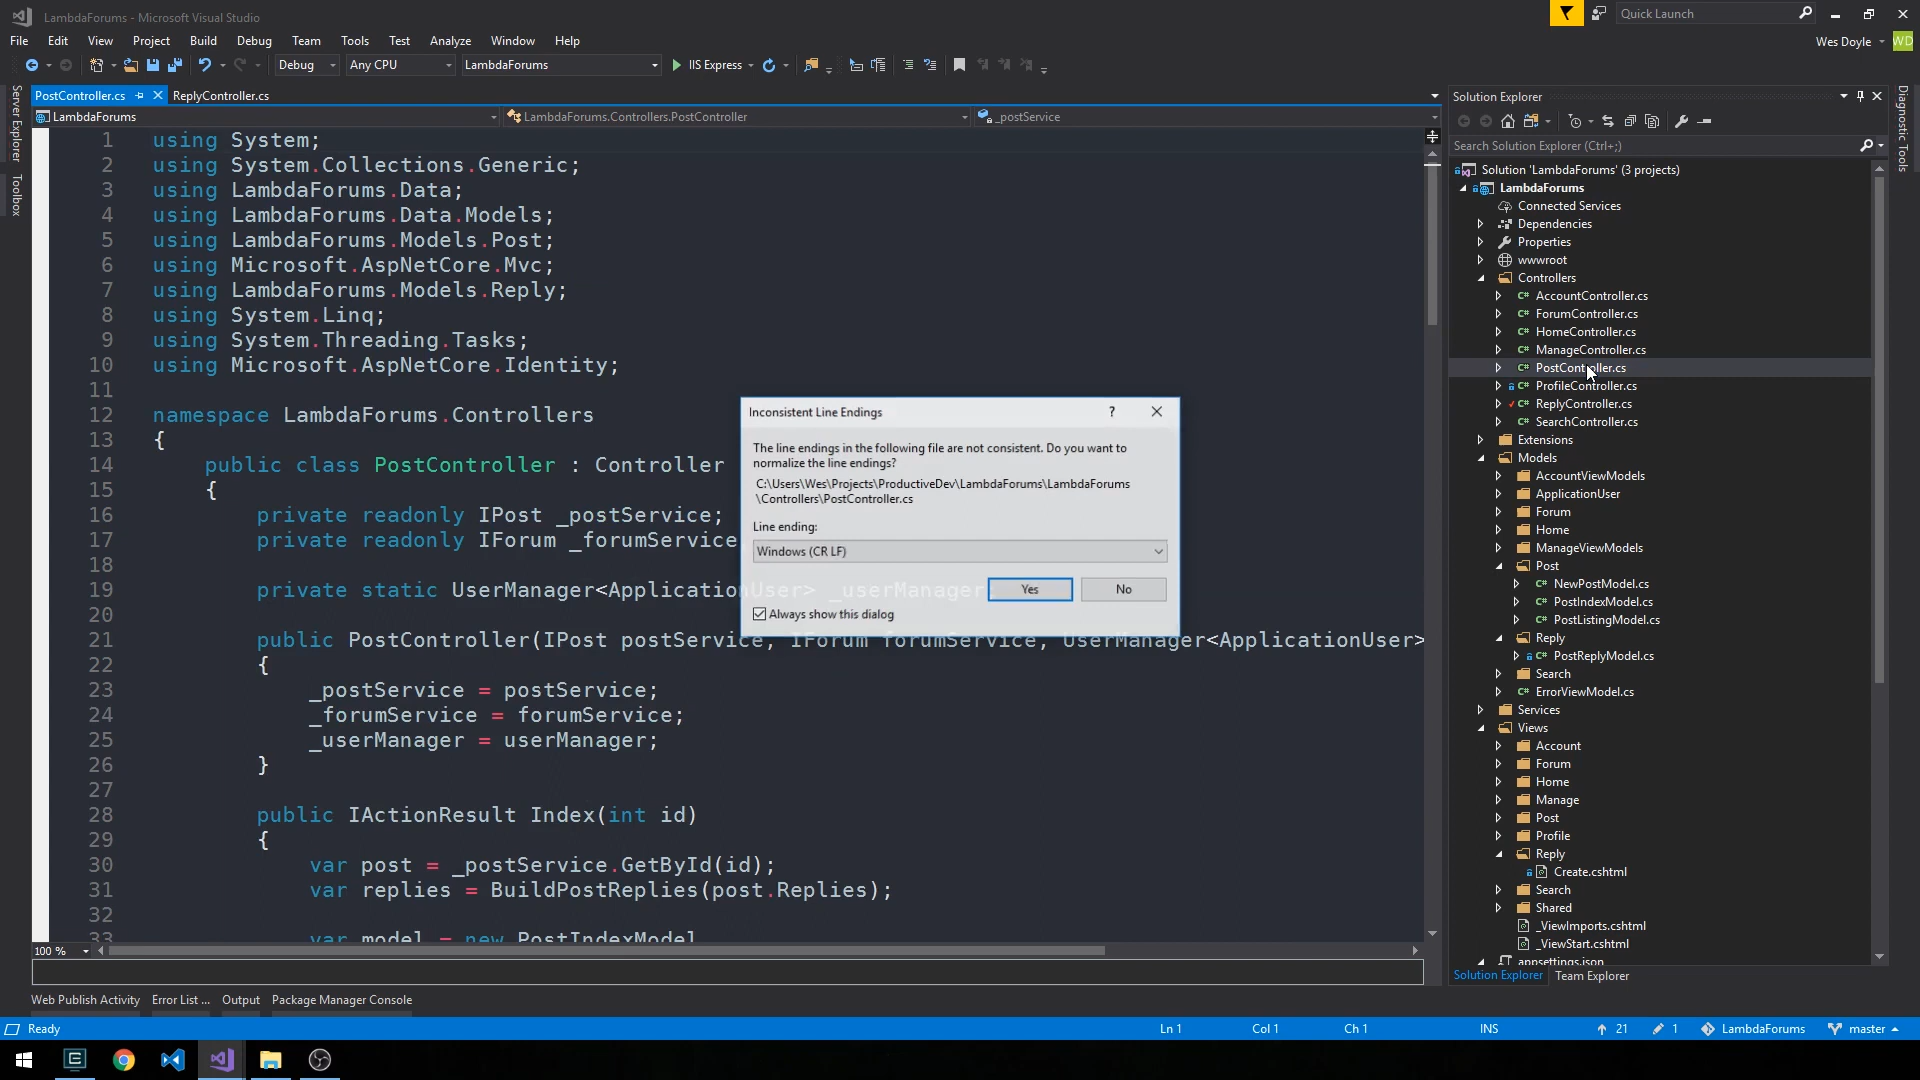 LambdaForums - Microsoft Visual Studio
Quick Launch
File Edit View Project Build Debug Team Tools Test Analyze Window Help
Wes Doyle WD
Debug Any CPU LambdaForums IIS Express
Server Explorer
Toolbox
PostController.cs ReplyController.cs
LambdaForums LambdaForums.Controllers.PostController _postService
1 using System;
2 using System.Collections.Generic;
3 using LambdaForums.Data;
4 using LambdaForums.Data.Models;
5 using LambdaForums.Models.Post;
6 using Microsoft.AspNetCore.Mvc;
7 using LambdaForums.Models.Reply;
8 using System.Linq;
9 using System.Threading.Tasks;
10 using Microsoft.AspNetCore.Identity;
11
12 namespace LambdaForums.Controllers
13 {
14 public class PostController : Controller
15 {
16 private readonly IPost _postService;
17 private readonly IForum _forumService
18
19 private static UserManager<ApplicationUser> _userManager;
20
21 public PostController(IPost postService, IForum forumService, UserManager<ApplicationUser>
22 {
23 _postService = postService;
24 _forumService = forumService;
25 _userManager = userManager;
26 }
27
28 public IActionResult Index(int id)
29 {
30 var post = _postService.GetById(id);
31 var replies = BuildPostReplies(post.Replies);
32
33 var model = new PostIndexModel
100 %
Inconsistent Line Endings ?
The line endings in the following file are not consistent. Do you want to
normalize the line endings?
C:\Users\Wes\Projects\ProductiveDev\LambdaForums\LambdaForums
\Controllers\PostController.cs
Line ending:
Windows (CR LF)
Yes No
Always show this dialog
Solution Explorer
Search Solution Explorer (Ctrl+;)
Solution 'LambdaForums' (3 projects)
LambdaForums
Connected Services
Dependencies
Properties
wwwroot
Controllers
C# AccountController.cs
C# ForumController.cs
C# HomeController.cs
C# ManageController.cs
C# PostController.cs
C# ProfileController.cs
C# ReplyController.cs
C# SearchController.cs
Extensions
Models
AccountViewModels
ApplicationUser
Forum
Home
ManageViewModels
Post
C# NewPostModel.cs
C# PostIndexModel.cs
C# PostListingModel.cs
Reply
C# PostReplyModel.cs
Search
C# ErrorViewModel.cs
Services
Views
Account
Forum
Home
Manage
Post
Profile
Reply
Create.cshtml
Search
Shared
_ViewImports.cshtml
_ViewStart.cshtml
appsettings.json
Solution Explorer Team Explorer
Diagnostic Tools
Web Publish Activity Error List ... Output Package Manager Console
Ready Ln 1 Col 1 Ch 1 INS 21 1 LambdaForums master